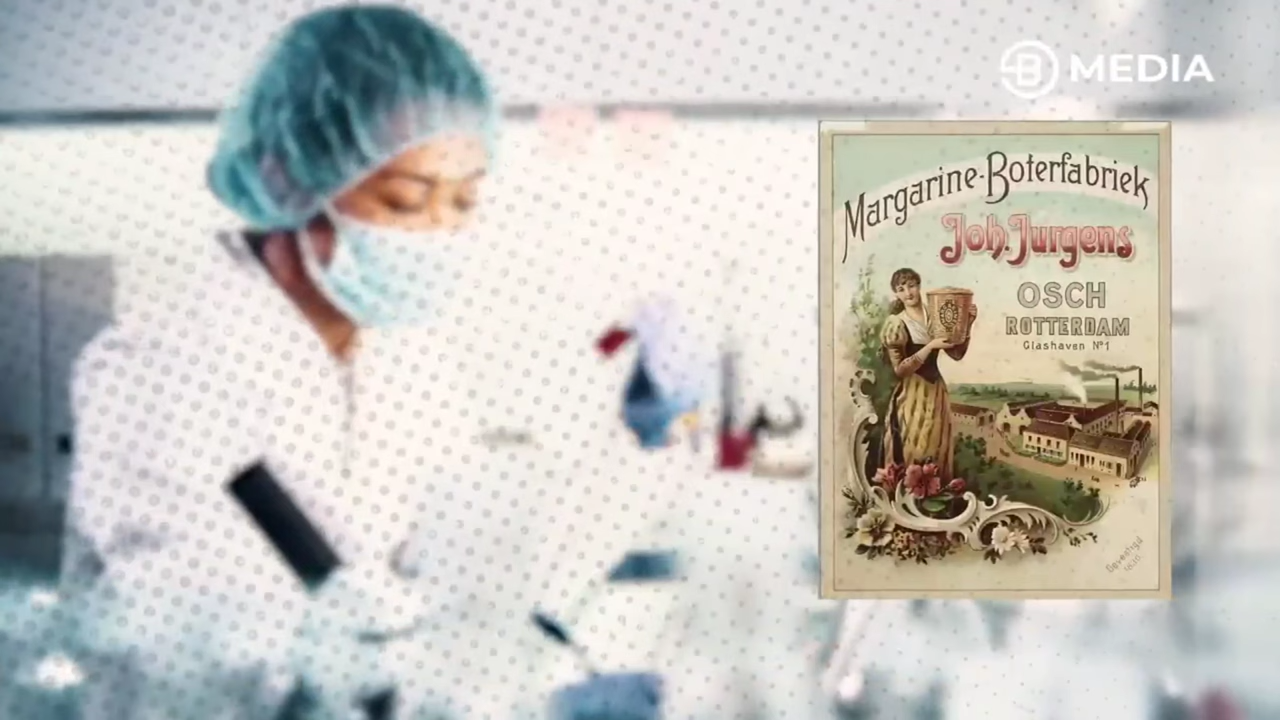 B MEDIA
Margarine-Boterfabriek
Joh. Jurgens
OSCH
ROTTERDAM
Glashaven Nº1